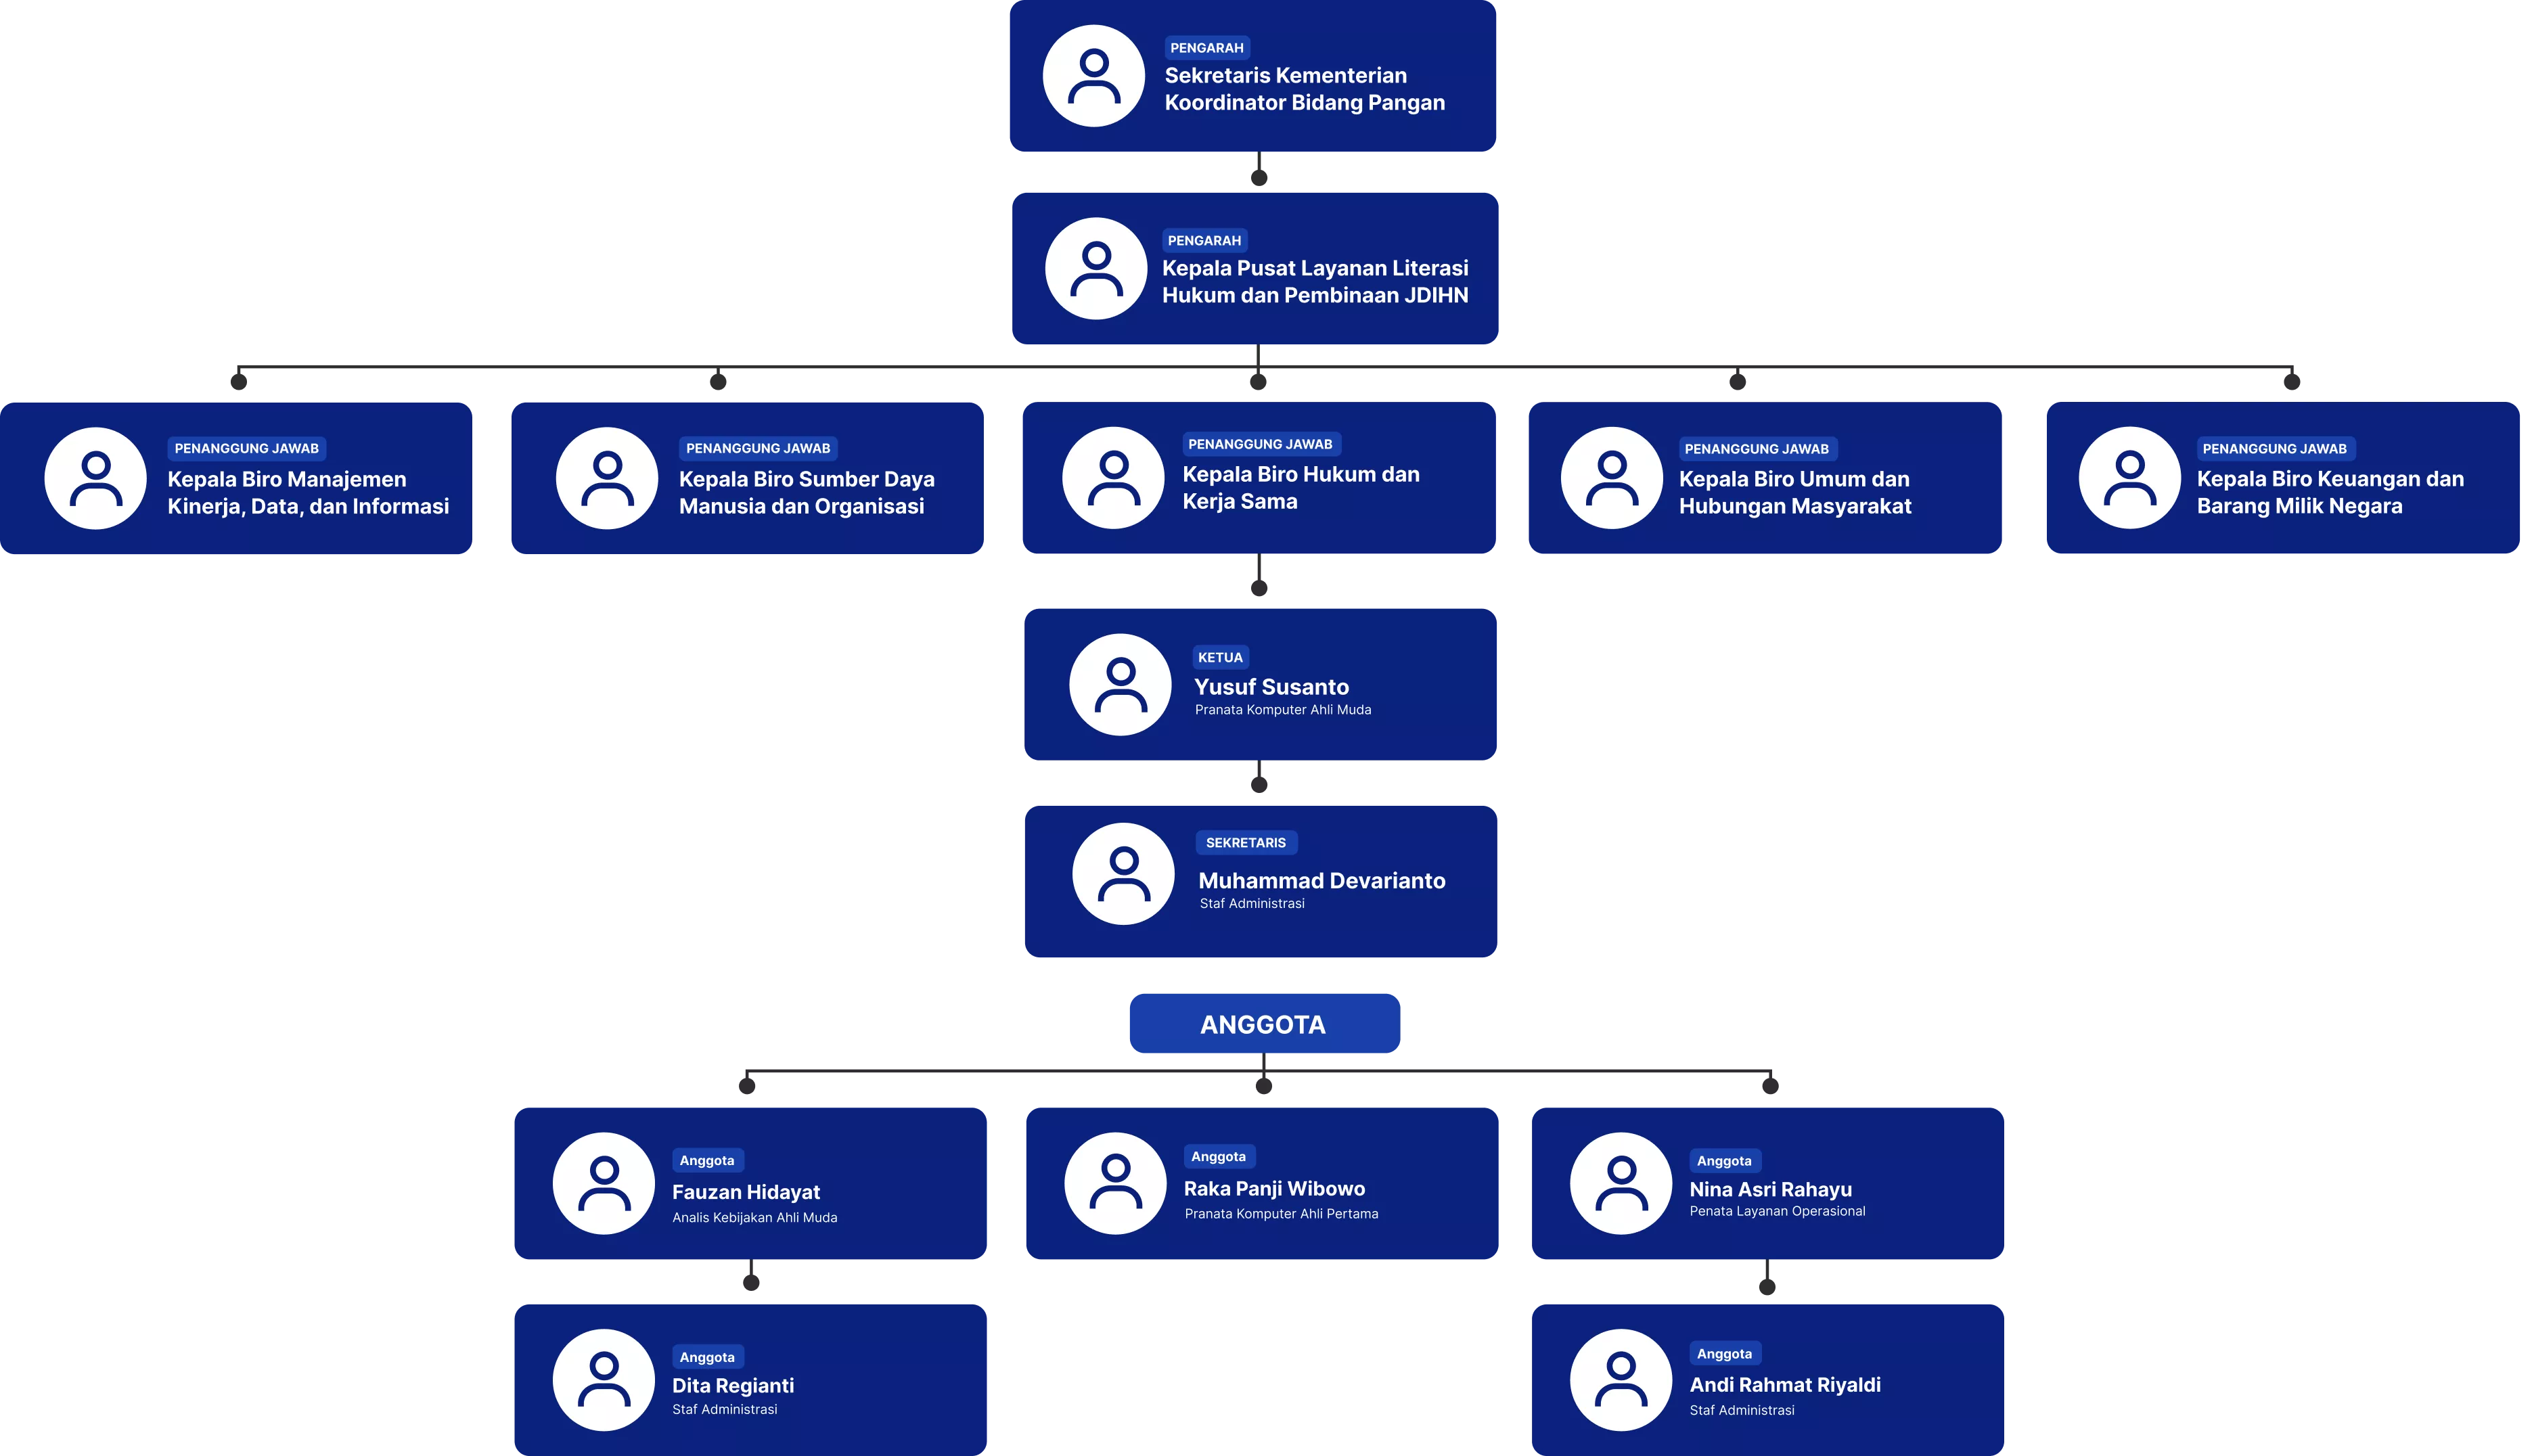 PENGARAH
Sekretaris Kementerian
Koordinator Bidang Pangan
PENGARAH
Kepala Pusat Layanan Literasi
Hukum dan Pembinaan JDIHN
PENANGGUNG JAWAB
Kepala Biro Manajemen
Kinerja, Data, dan Informasi
PENANGGUNG JAWAB
Kepala Biro Sumber Daya
Manusia dan Organisasi
PENANGGUNG JAWAB
Kepala Biro Hukum dan
Kerja Sama
PENANGGUNG JAWAB
Kepala Biro Umum dan
Hubungan Masyarakat
PENANGGUNG JAWAB
Kepala Biro Keuangan dan
Barang Milik Negara
KETUA
Yusuf Susanto
Pranata Komputer Ahli Muda
SEKRETARIS
Muhammad Devarianto
Staf Administrasi
ANGGOTA
Anggota
Fauzan Hidayat
Analis Kebijakan Ahli Muda
Anggota
Raka Panji Wibowo
Pranata Komputer Ahli Pertama
Anggota
Nina Asri Rahayu
Penata Layanan Operasional
Anggota
Dita Regianti
Staf Administrasi
Anggota
Andi Rahmat Riyaldi
Staf Administrasi